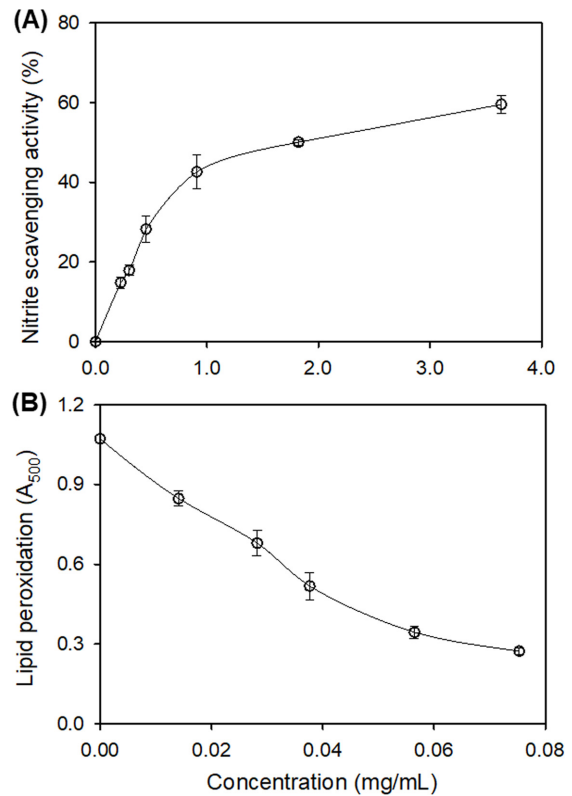 (A)
Nitrite scavenging activity (%)
80
60
40
20
0
0.0 1.0 2.0 3.0 4.0
(B)
Lipid peroxidation (A500)
1.2
0.9
0.6
0.3
0.0
0.00 0.02 0.04 0.06 0.08
Concentration (mg/mL)